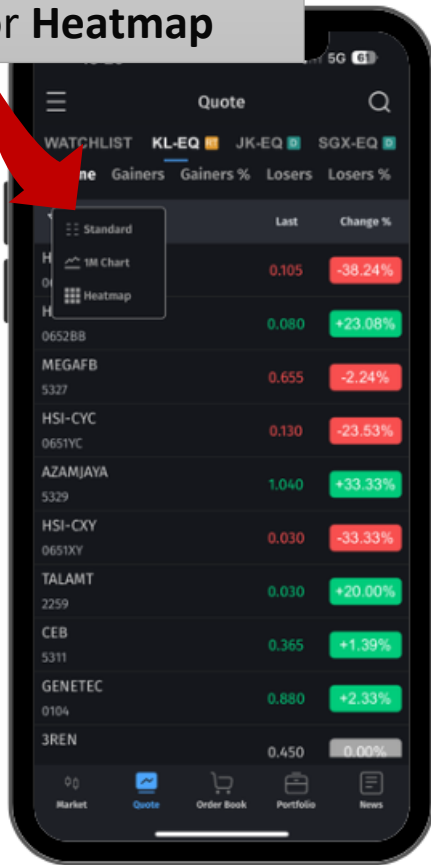 r Heatmap
5G 61
Quote
WATCHLIST KL-EQ RT JK-EQ D SGX-EQ D
ne Gainers Gainers % Losers Losers %
Last Change %
Standard
1M Chart
Heatmap
H 0.105 -38.24%
H 0.080 +23.08%
0652BB
MEGAFB 0.655 -2.24%
5327
HSI-CYC 0.130 -23.53%
0651YC
AZAMJAYA 1.040 +33.33%
5329
HSI-CXY 0.030 -33.33%
0651XY
TALAMT 0.030 +20.00%
2259
CEB 0.365 +1.39%
5311
GENETEC 0.880 +2.33%
0104
3REN 0.450 0.00%
Market Quote Order Book Portfolio News